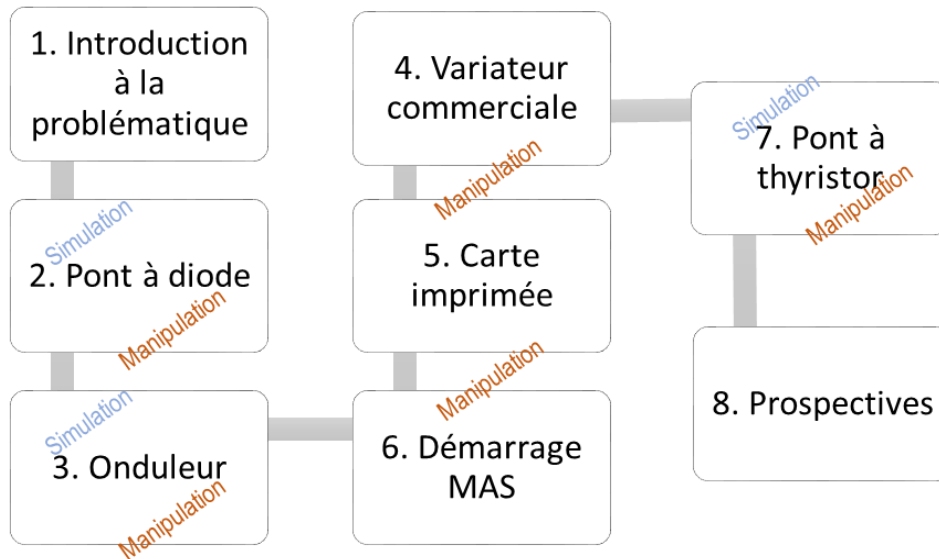 1. Introduction
à la
problématique
Simulation
2. Pont à diode
Manipulation
Simulation
3. Onduleur
Manipulation
4. Variateur
commerciale
Manipulation
5. Carte
imprimée
Manipulation
6. Démarrage
MAS
Simulation
7. Pont à
thyristor
Manipulation
8. Prospectives